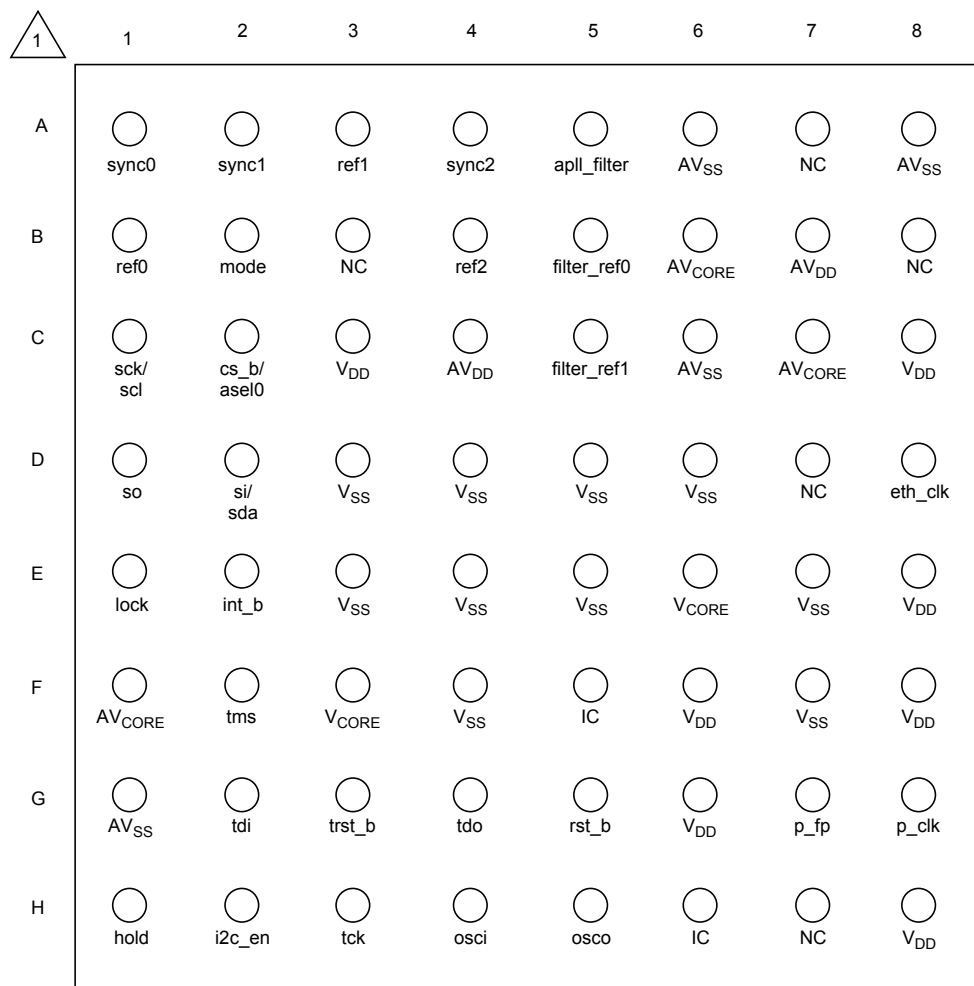 1 1 2 3 4 5 6 7 8
A
sync0 sync1 ref1 sync2 apll_filter AVSS NC AVSS
B
ref0 mode NC ref2 filter_ref0 AVCORE AVDD NC
C
sck/ cs_b/ VDD AVDD filter_ref1 AVSS AVCORE VDD
scl asel0
D
so si/ VSS VSS VSS VSS NC eth_clk
sda
E
lock int_b VSS VSS VSS VCORE VSS VDD
F
AVCORE tms VCORE VSS IC VDD VSS VDD
G
AVSS tdi trst_b tdo rst_b VDD p_fp p_clk
H
hold i2c_en tck osci osco IC NC VDD